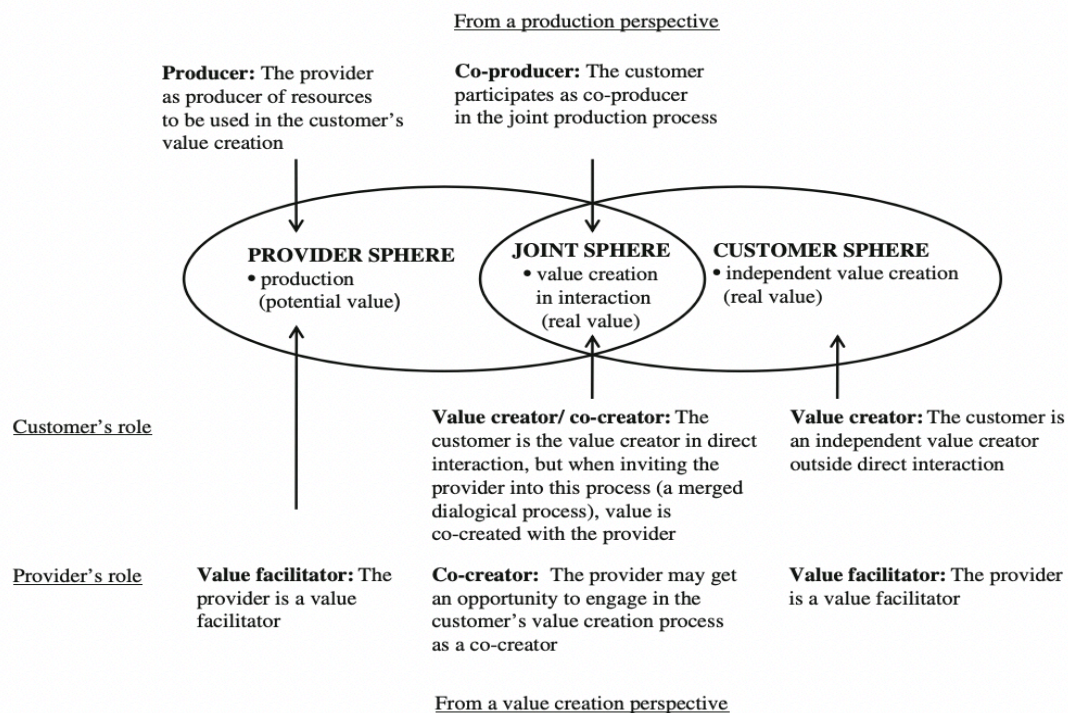 From a production perspective
Producer: The provider
as producer of resources
to be used in the customer's
value creation
Co-producer: The customer
participates as co-producer
in the joint production process
PROVIDER SPHERE
• production
(potential value)
JOINT SPHERE
• value creation
in interaction
(real value)
CUSTOMER SPHERE
• independent value creation
(real value)
Customer's role
Value creator/ co-creator: The
customer is the value creator in direct
interaction, but when inviting the
provider into this process (a merged
dialogical process), value is
co-created with the provider
Value creator: The customer is
an independent value creator
outside direct interaction
Provider's role
Value facilitator: The
provider is a value
facilitator
Co-creator: The provider may get
an opportunity to engage in the
customer's value creation process
as a co-creator
Value facilitator: The provider
is a value facilitator
From a value creation perspective